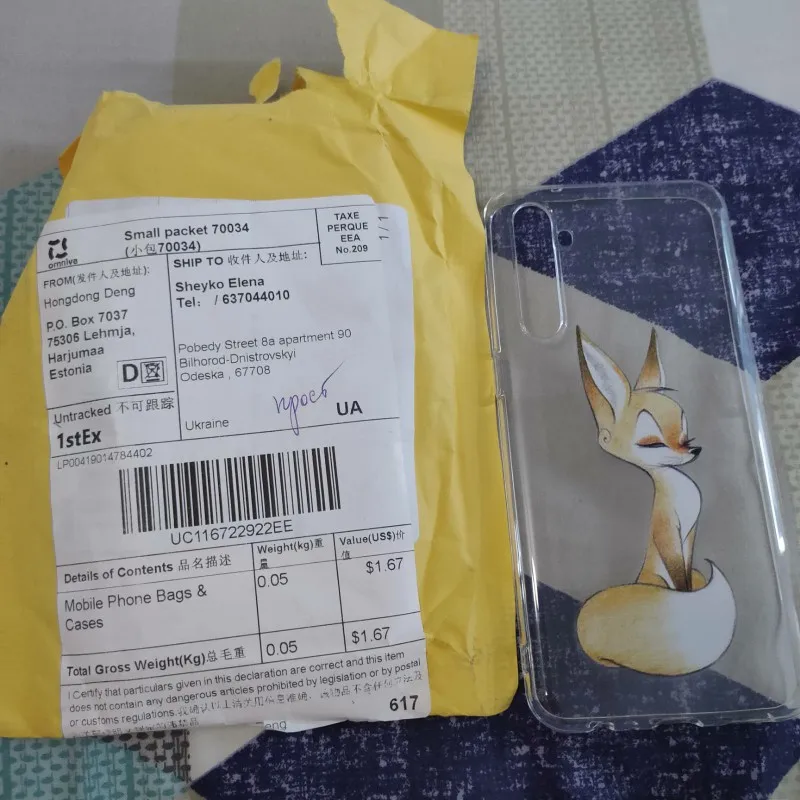 Small packet 70034
(小包70034)
TAXE
PERQUE
EEA
No.209
omniva
FROM(发件人及地址):
Hongdong Deng
P.O. Box 7037
75306 Lehmja,
Harjumaa
Estonia
D
SHIP TO 收件人及地址:
Sheyko Elena
Tel: / 637044010
Pobedy Street 8a apartment 90
Bilhorod-Dnistrovskyi
Odeska , 67708
Ukraine
UA
Untracked 不可跟踪
1stEx
LP00419014784402
UC116722922EE
Details of Contents 品名描述
Weight(kg)重量
Value(US$)价值
Mobile Phone Bags &
Cases
0.05
$1.67
Total Gross Weight(Kg)总毛重
0.05
$1.67
I Certify that particulars given in this declaration are correct and this item
does not contain any dangerous articles prohibited by legislation or by postal
or customs regulations.
617